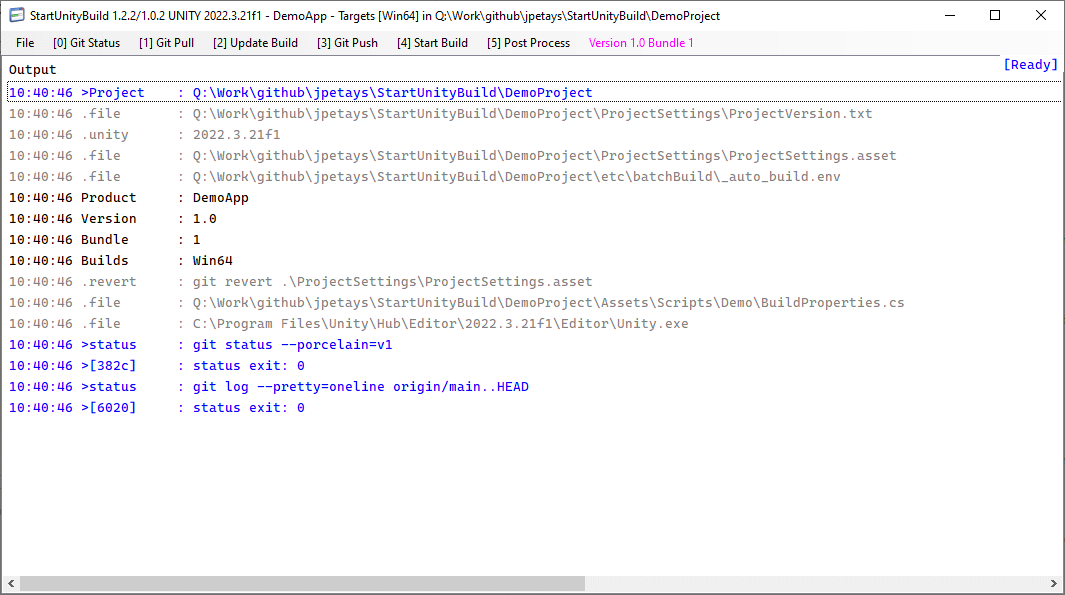 StartUnityBuild 1.2.2/1.0.2 UNITY 2022.3.21f1 - DemoApp - Targets [Win64] in Q:\Work\github\jpetays\StartUnityBuild\DemoProject
File [0] Git Status [1] Git Pull [2] Update Build [3] Git Push [4] Start Build [5] Post Process Version 1.0 Bundle 1
[Ready]
Output
10:40:46 >Project    : Q:\Work\github\jpetays\StartUnityBuild\DemoProject
10:40:46 .file       : Q:\Work\github\jpetays\StartUnityBuild\DemoProject\ProjectSettings\ProjectVersion.txt
10:40:46 .unity      : 2022.3.21f1
10:40:46 .file       : Q:\Work\github\jpetays\StartUnityBuild\DemoProject\ProjectSettings\ProjectSettings.asset
10:40:46 .file       : Q:\Work\github\jpetays\StartUnityBuild\DemoProject\etc\batchBuild\_auto_build.env
10:40:46 Product     : DemoApp
10:40:46 Version     : 1.0
10:40:46 Bundle      : 1
10:40:46 Builds      : Win64
10:40:46 .revert     : git revert .\ProjectSettings\ProjectSettings.asset
10:40:46 .file       : Q:\Work\github\jpetays\StartUnityBuild\DemoProject\Assets\Scripts\Demo\BuildProperties.cs
10:40:46 .file       : C:\Program Files\Unity\Hub\Editor\2022.3.21f1\Editor\Unity.exe
10:40:46 >status     : git status --porcelain=v1
10:40:46 >[382c]     : status exit: 0
10:40:46 >status     : git log --pretty=oneline origin/main..HEAD
10:40:46 >[6020]     : status exit: 0